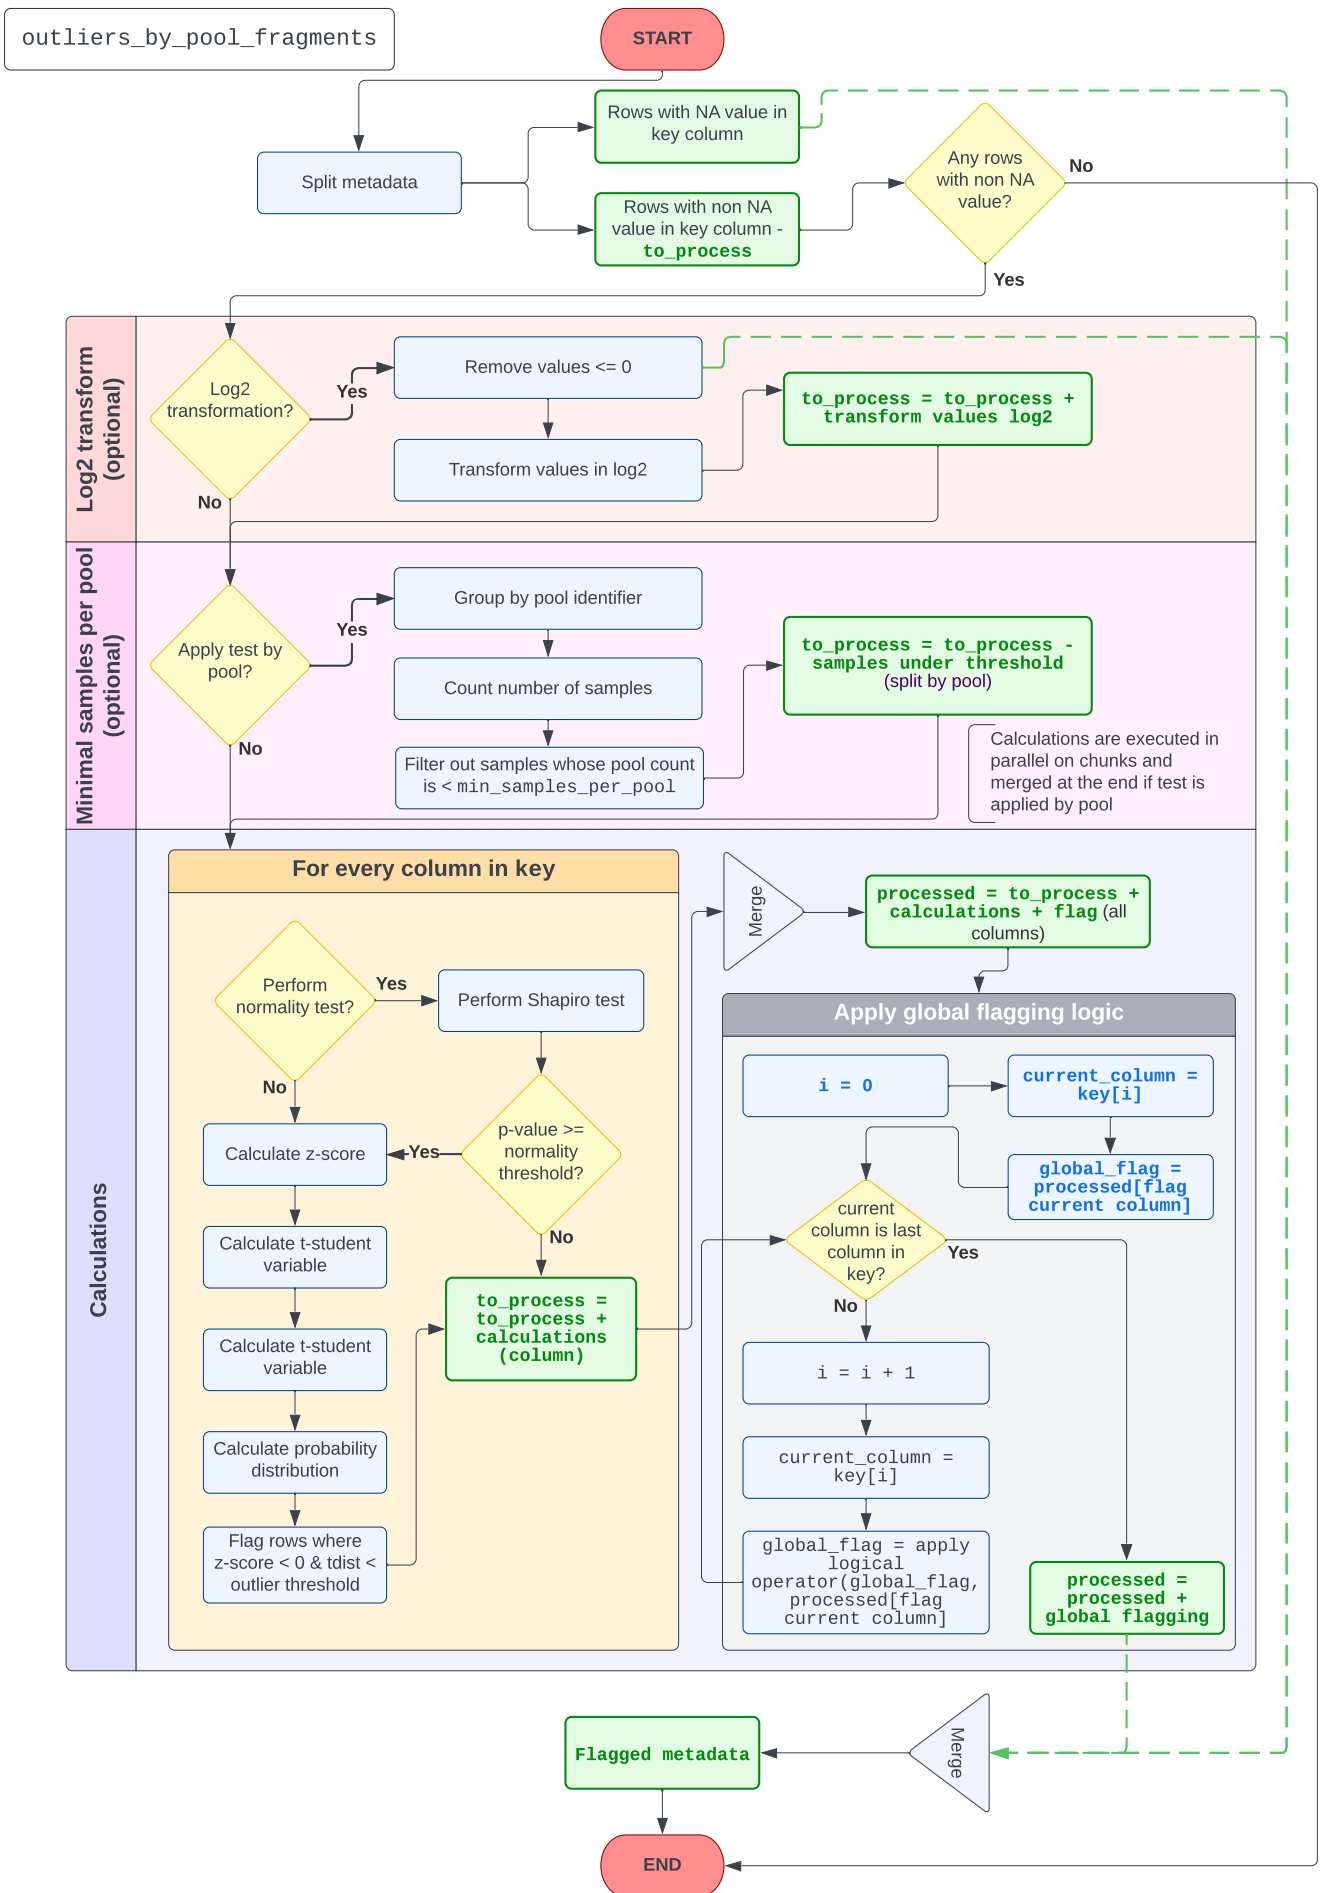 outliers_by_pool_fragments
START
Rows with NA value in
key column
Split metadata
Rows with non NA
value in key column -
to_process
Any rows
with non NA
value?
No
Yes
Log2 transform
(optional)
Log2
transformation?
Yes
No
Remove values <= 0
Transform values in log2
to_process = to_process +
transform values log2
Minimal samples per pool
(optional)
Apply test by
pool?
Yes
No
Group by pool identifier
Count number of samples
Filter out samples whose pool count
is < min_samples_per_pool
to_process = to_process -
samples under threshold
(split by pool)
Calculations are executed in
parallel on chunks and
merged at the end if test is
applied by pool
Calculations
For every column in key
Perform
normality test?
Yes
No
Perform Shapiro test
p-value >=
normality
threshold?
Yes
No
Calculate z-score
Calculate t-student
variable
Calculate t-student
variable
Calculate probability
distribution
Flag rows where
z-score < 0 & tdist <
outlier threshold
to_process =
to_process +
calculations
(column)
Merge
processed = to_process +
calculations + flag (all
columns)
Apply global flagging logic
i = 0
current_column =
key[i]
global_flag =
processed[flag
current column]
current
column is last
column in
key?
Yes
No
i = i + 1
current_column =
key[i]
global_flag = apply
logical
operator(global_flag,
processed[flag
current column]
processed =
processed +
global flagging
Merge
Flagged metadata
END